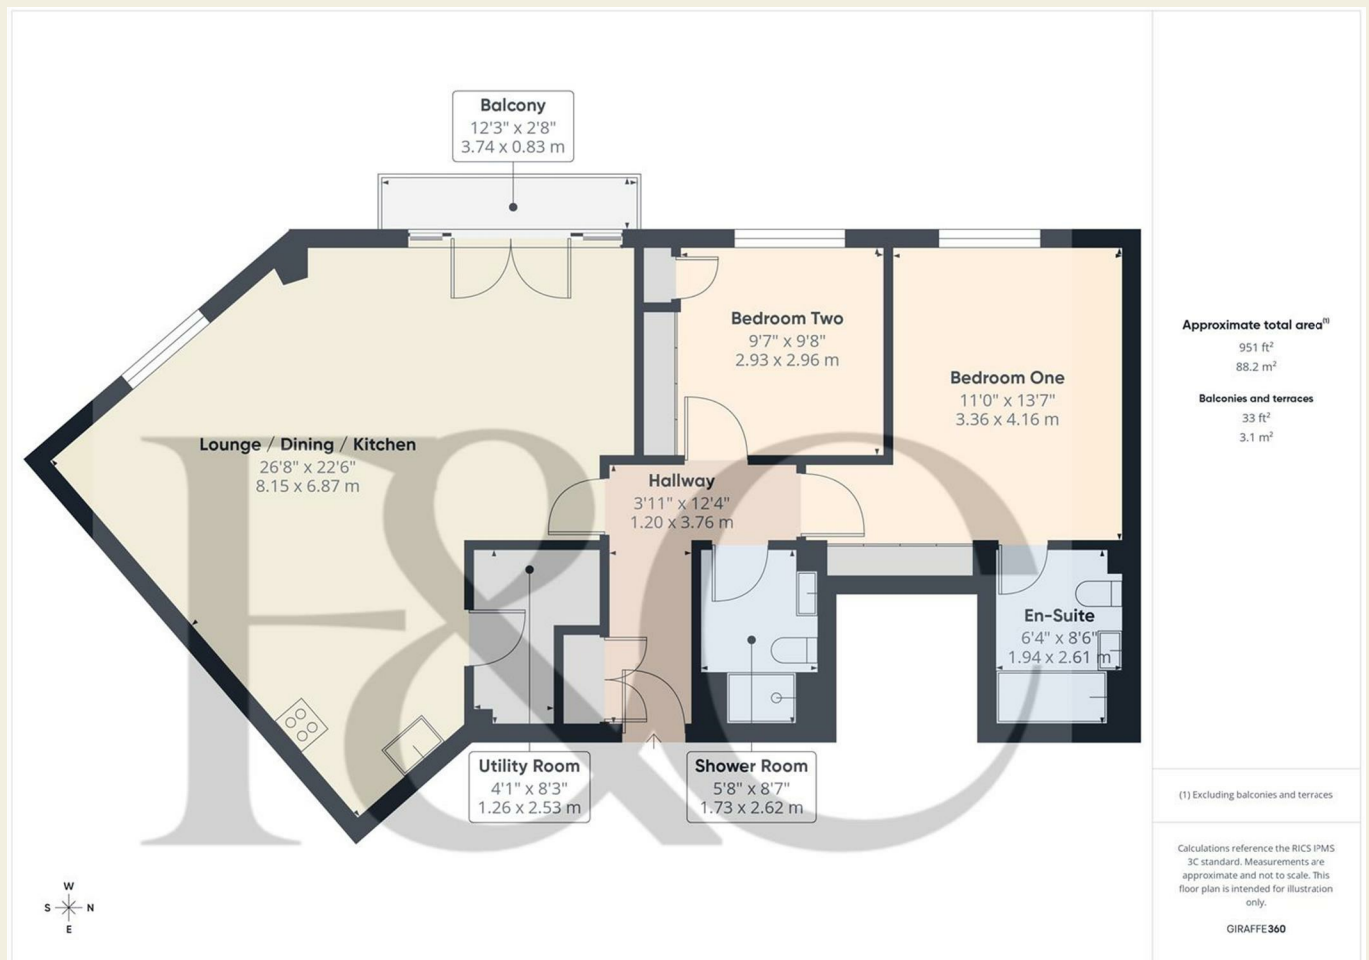 Balcony
12'3" x 2'8"
3.74 x 0.83 m
Bedroom Two
9'7" x 9'8"
2.93 x 2.96 m
Bedroom One
11'0" x 13'7"
3.36 x 4.16 m
Lounge / Dining / Kitchen
26'8" x 22'6"
8.15 x 6.87 m
Hallway
3'11" x 12'4"
1.20 x 3.76 m
En-Suite
6'4" x 8'6"
1.94 x 2.61 m
Utility Room
4'1" x 8'3"
1.26 x 2.53 m
Shower Room
5'8" x 8'7"
1.73 x 2.62 m
F&C
W
S N
E
Approximate total area(1)
951 ft²
88.2 m²
Balconies and terraces
33 ft²
3.1 m²
(1) Excluding balconies and terraces
Calculations reference the RICS IPMS
3C standard. Measurements are
approximate and not to scale. This
floor plan is intended for illustration
only.
GIRAFFE360